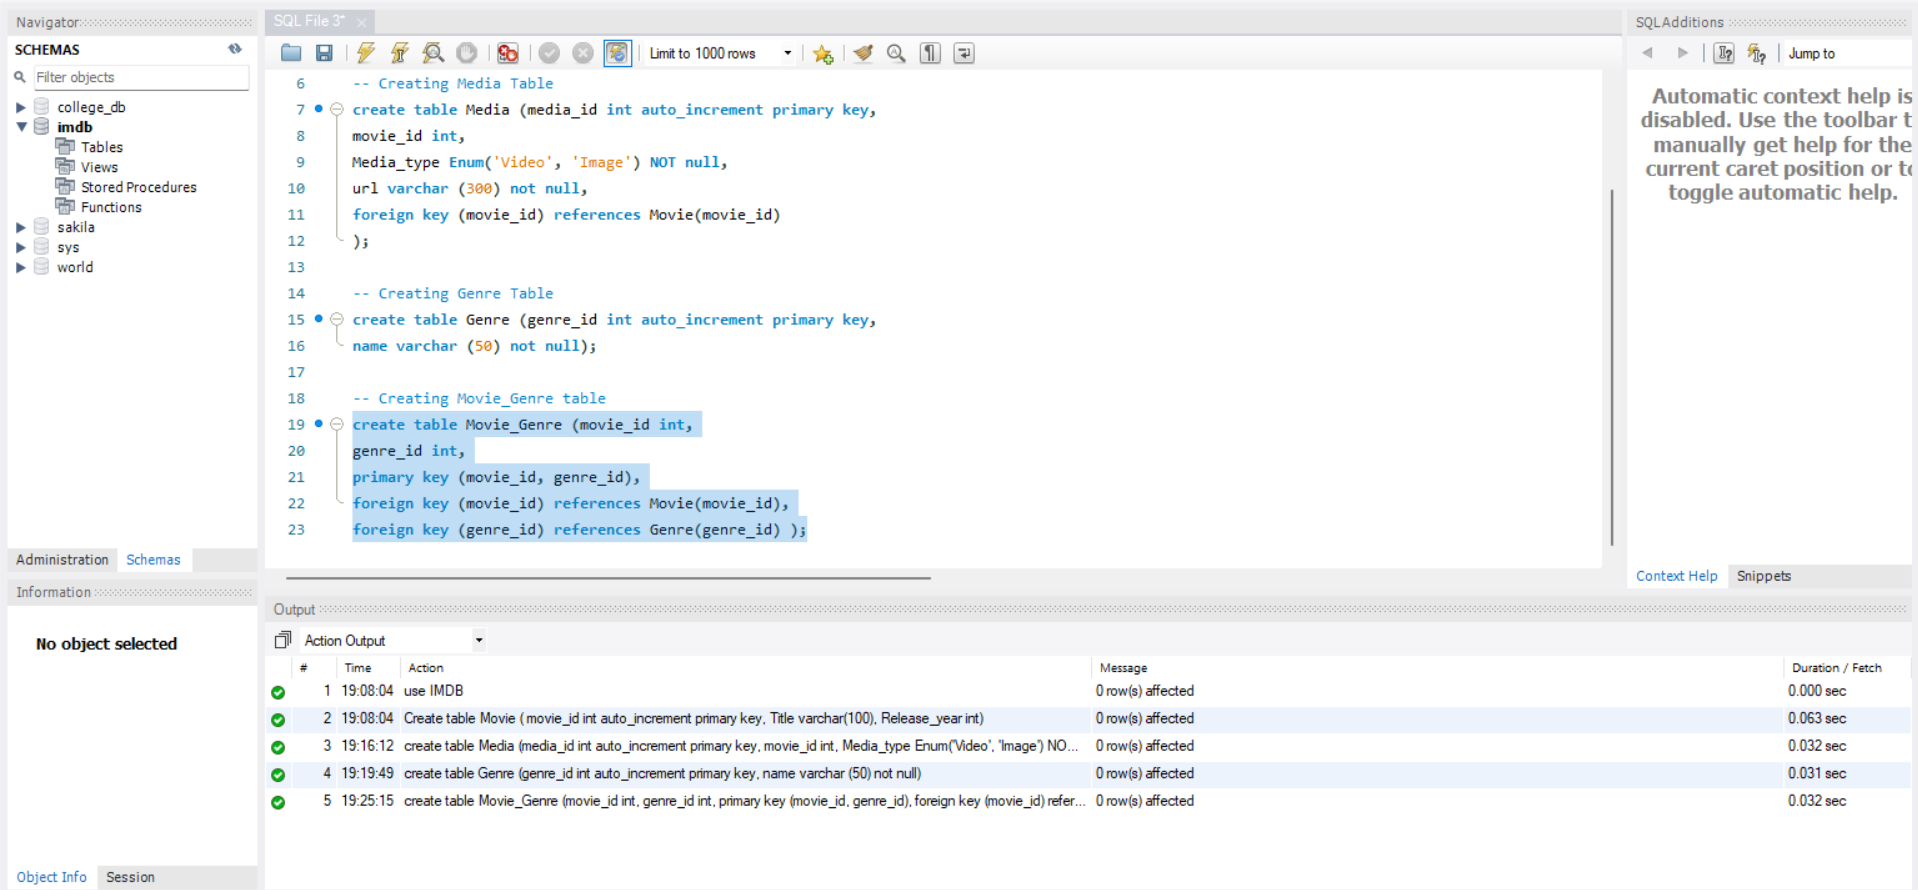 Navigator
SCHEMAS
Filter objects
college_db
imdb
Tables
Views
Stored Procedures
Functions
sakila
sys
world
Administration Schemas
Information
No object selected
Object Info Session
SQL File 3* ×
Limit to 1000 rows
6 -- Creating Media Table
7 create table Media (media_id int auto_increment primary key,
8 movie_id int,
9 Media_type Enum('Video', 'Image') NOT null,
10 url varchar (300) not null,
11 foreign key (movie_id) references Movie(movie_id)
12 );
13
14 -- Creating Genre Table
15 create table Genre (genre_id int auto_increment primary key,
16 name varchar (50) not null);
17
18 -- Creating Movie_Genre table
19 create table Movie_Genre (movie_id int,
20 genre_id int,
21 primary key (movie_id, genre_id),
22 foreign key (movie_id) references Movie(movie_id),
23 foreign key (genre_id) references Genre(genre_id) );
SQLAdditions
Jump to
Automatic context help is
disabled. Use the toolbar t
manually get help for the
current caret position or to
toggle automatic help.
Context Help Snippets
Output
Action Output
# Time Action Message Duration / Fetch
1 19:08:04 use IMDB 0 row(s) affected 0.000 sec
2 19:08:04 Create table Movie ( movie_id int auto_increment primary key, Title varchar(100), Release_year int) 0 row(s) affected 0.063 sec
3 19:16:12 create table Media (media_id int auto_increment primary key, movie_id int, Media_type Enum('Video', 'Image') NO... 0 row(s) affected 0.032 sec
4 19:19:49 create table Genre (genre_id int auto_increment primary key, name varchar (50) not null) 0 row(s) affected 0.031 sec
5 19:25:15 create table Movie_Genre (movie_id int, genre_id int, primary key (movie_id, genre_id), foreign key (movie_id) refer... 0 row(s) affected 0.032 sec